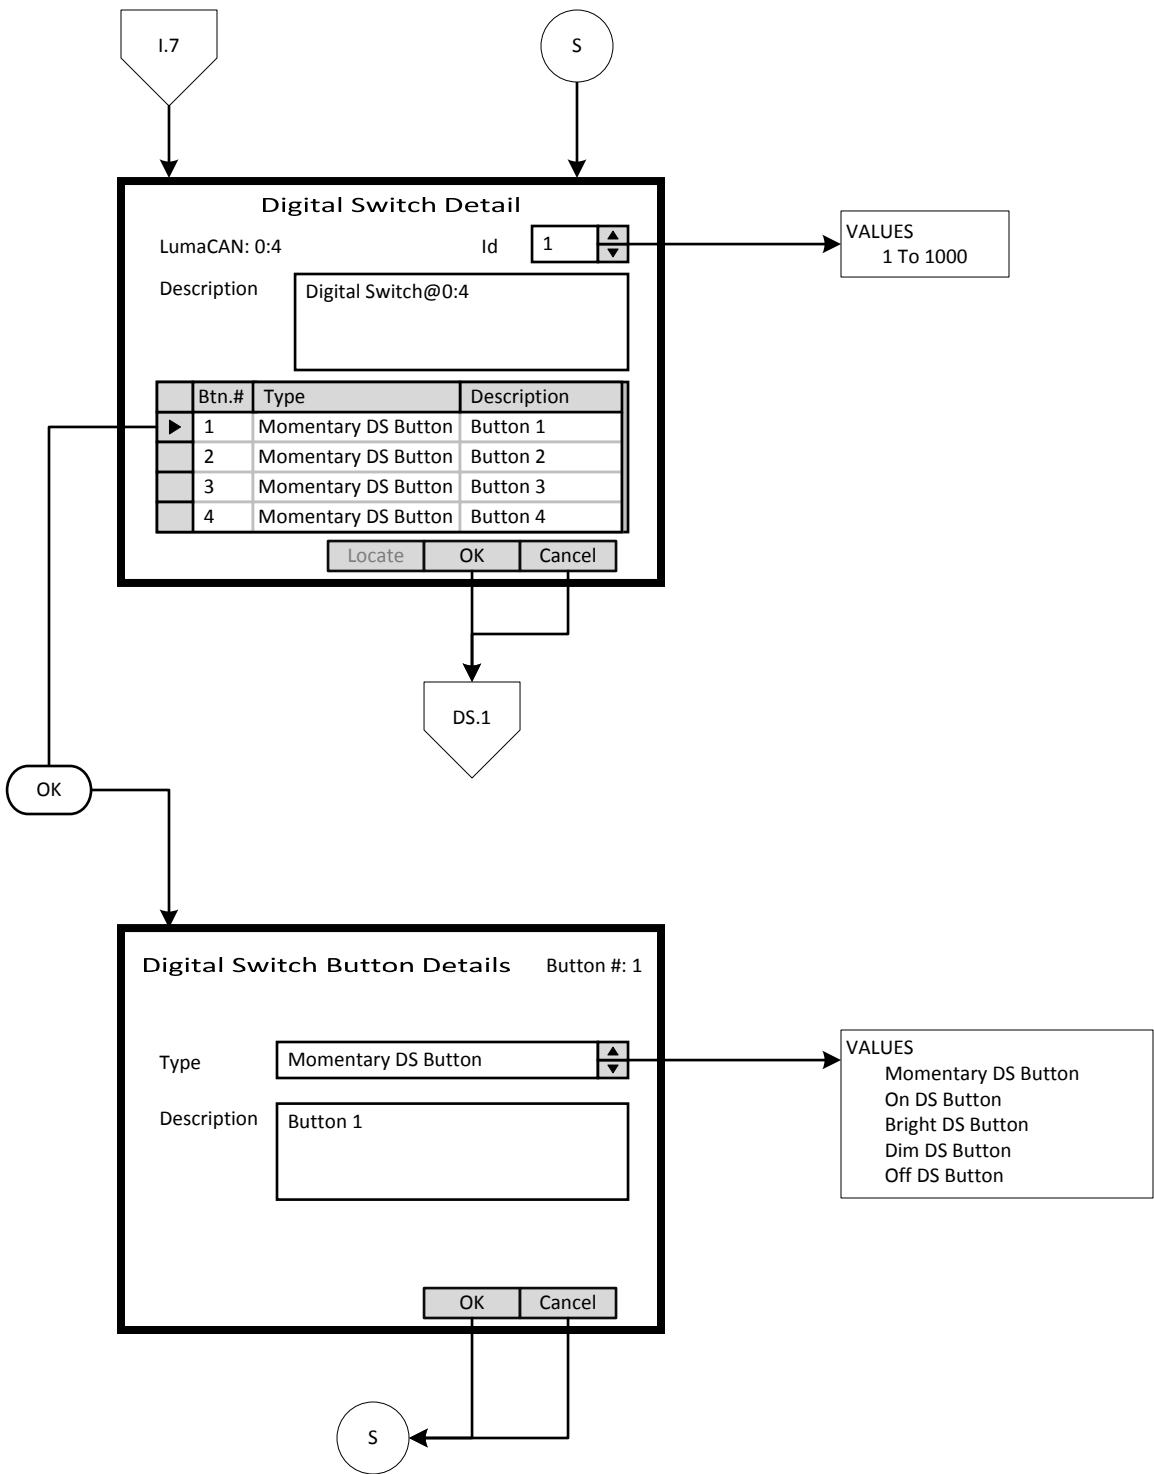 I.7
S
Digital Switch Detail
LumaCAN: 0:4
Id
1
VALUES
1 To 1000
Description
Digital Switch@0:4
Btn.# Type Description
1 Momentary DS Button Button 1
2 Momentary DS Button Button 2
3 Momentary DS Button Button 3
4 Momentary DS Button Button 4
Locate OK Cancel
DS.1
OK
Digital Switch Button Details
Button #: 1
Type
Momentary DS Button
VALUES
Momentary DS Button
On DS Button
Bright DS Button
Dim DS Button
Off DS Button
Description
Button 1
OK Cancel
S